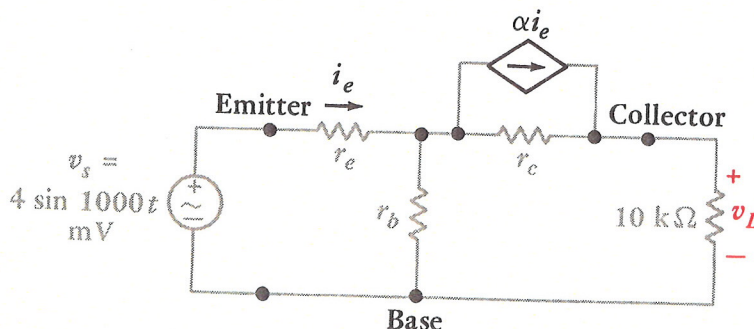 αi_e
i_e
Emitter
Collector
r_e
r_c
v_s =
4 sin 1000t
mV
r_b
10 kΩ
+
v_L
−
Base